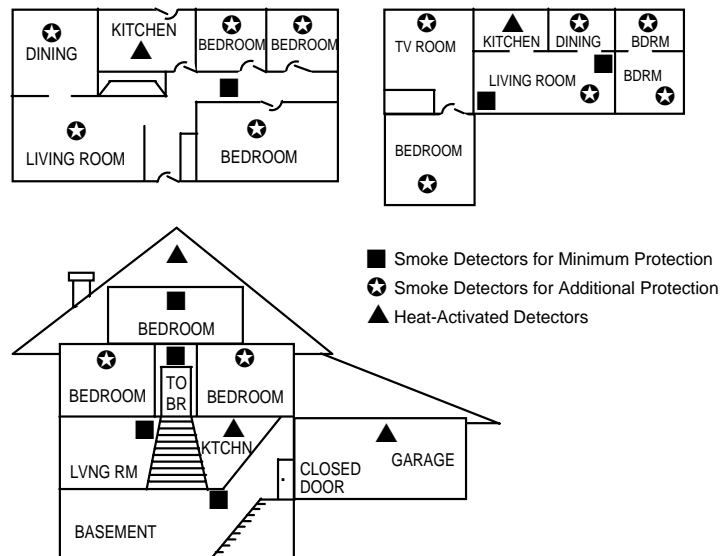 DINING
KITCHEN
BEDROOM
BEDROOM
LIVING ROOM
BEDROOM
TV ROOM
KITCHEN
DINING
BDRM
LIVING ROOM
BDRM
BEDROOM
Smoke Detectors for Minimum Protection
Smoke Detectors for Additional Protection
Heat-Activated Detectors
BEDROOM
BEDROOM
TO
BR
BEDROOM
LVNG RM
KTCHN
CLOSED
DOOR
GARAGE
BASEMENT